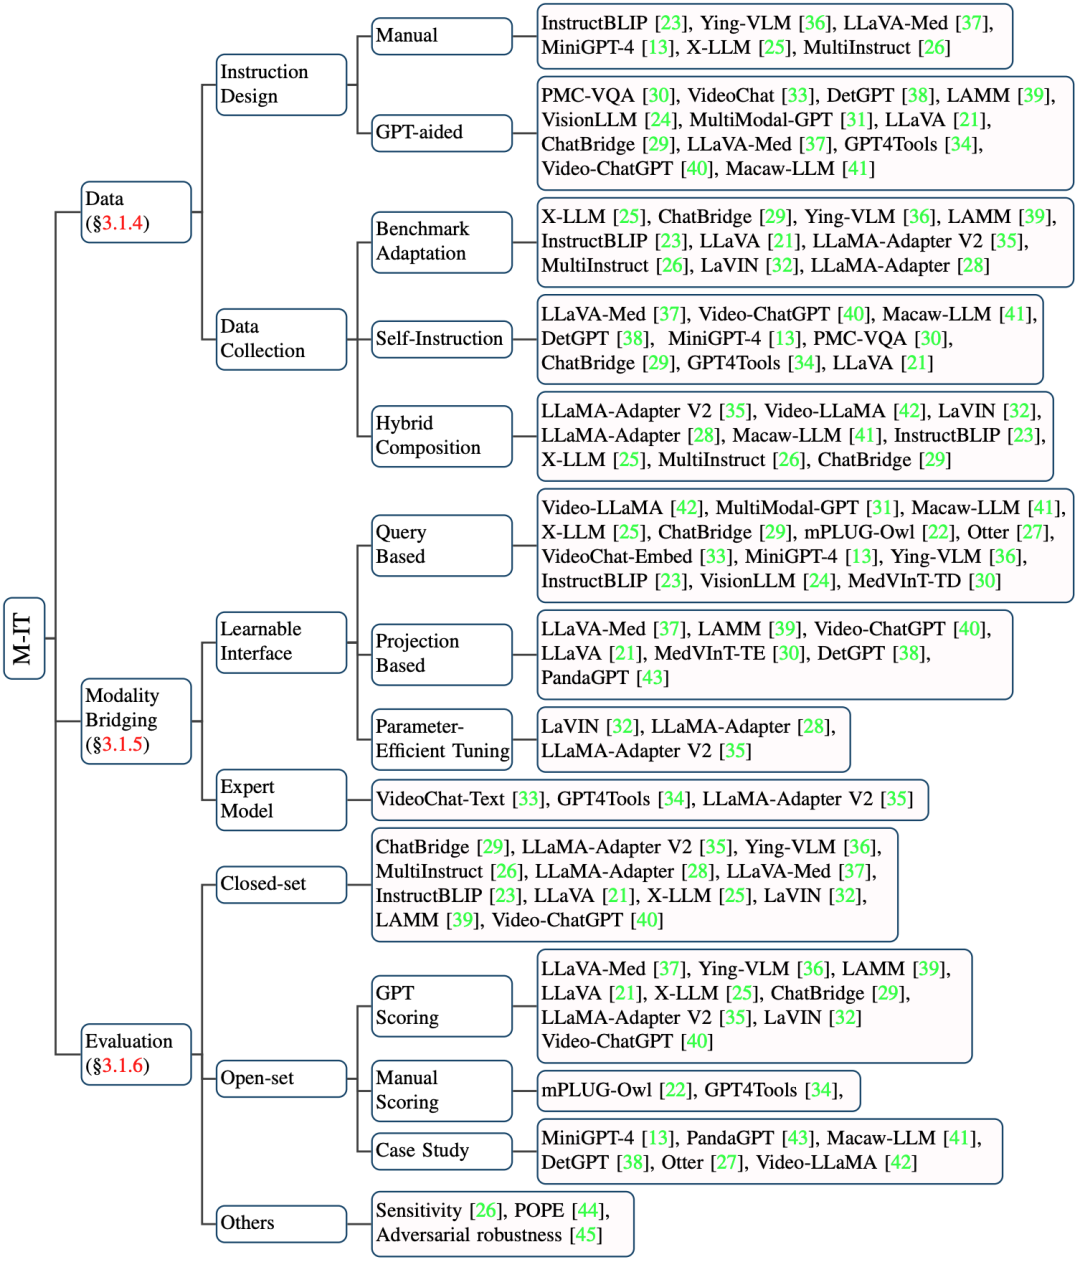 M-IT
Data
(§3.1.4)
Instruction
Design
Manual
InstructBLIP [23], Ying-VLM [36], LLaVA-Med [37],
MiniGPT-4 [13], X-LLM [25], MultiInstruct [26]
GPT-aided
PMC-VQA [30], VideoChat [33], DetGPT [38], LAMM [39],
VisionLLM [24], MultiModal-GPT [31], LLaVA [21],
ChatBridge [29], LLaVA-Med [37], GPT4Tools [34],
Video-ChatGPT [40], Macaw-LLM [41]
Data
Collection
Benchmark
Adaptation
X-LLM [25], ChatBridge [29], Ying-VLM [36], LAMM [39],
InstructBLIP [23], LLaVA [21], LLaMA-Adapter V2 [35],
MultiInstruct [26], LaVIN [32], LLaMA-Adapter [28]
Self-Instruction
LLaVA-Med [37], Video-ChatGPT [40], Macaw-LLM [41],
DetGPT [38], MiniGPT-4 [13], PMC-VQA [30],
ChatBridge [29], GPT4Tools [34], LLaVA [21]
Hybrid
Composition
LLaMA-Adapter V2 [35], Video-LLaMA [42], LaVIN [32],
LLaMA-Adapter [28], Macaw-LLM [41], InstructBLIP [23],
X-LLM [25], MultiInstruct [26], ChatBridge [29]
Modality
Bridging
(§3.1.5)
Learnable
Interface
Query
Based
Video-LLaMA [42], MultiModal-GPT [31], Macaw-LLM [41],
X-LLM [25], ChatBridge [29], mPLUG-Owl [22], Otter [27],
VideoChat-Embed [33], MiniGPT-4 [13], Ying-VLM [36],
InstructBLIP [23], VisionLLM [24], MedVInT-TD [30]
Projection
Based
LLaVA-Med [37], LAMM [39], Video-ChatGPT [40],
LLaVA [21], MedVInT-TE [30], DetGPT [38],
PandaGPT [43]
Parameter-
Efficient Tuning
LaVIN [32], LLaMA-Adapter [28],
LLaMA-Adapter V2 [35]
Expert
Model
VideoChat-Text [33], GPT4Tools [34], LLaMA-Adapter V2 [35]
Evaluation
(§3.1.6)
Closed-set
ChatBridge [29], LLaMA-Adapter V2 [35], Ying-VLM [36],
MultiInstruct [26], LLaMA-Adapter [28], LLaVA-Med [37],
InstructBLIP [23], LLaVA [21], X-LLM [25], LaVIN [32],
LAMM [39], Video-ChatGPT [40]
Open-set
GPT
Scoring
LLaVA-Med [37], Ying-VLM [36], LAMM [39],
LLaVA [21], X-LLM [25], ChatBridge [29],
LLaMA-Adapter V2 [35], LaVIN [32]
Video-ChatGPT [40]
Manual
Scoring
mPLUG-Owl [22], GPT4Tools [34],
Case Study
MiniGPT-4 [13], PandaGPT [43], Macaw-LLM [41],
DetGPT [38], Otter [27], Video-LLaMA [42]
Others
Sensitivity [26], POPE [44],
Adversarial robustness [45]